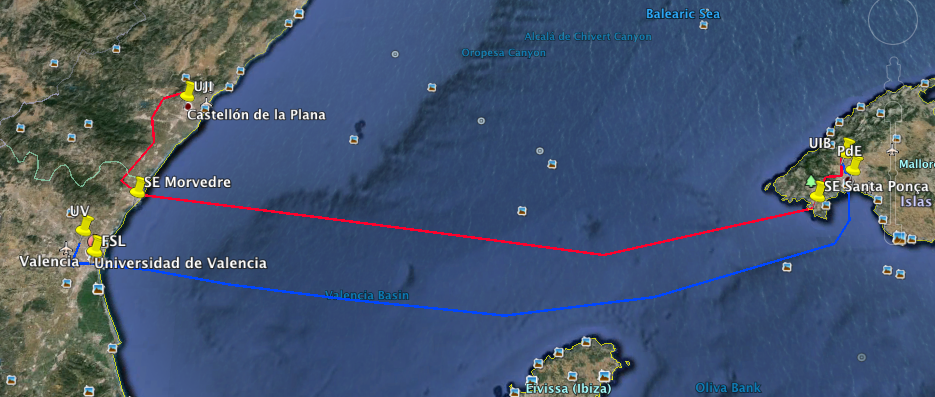 Balearic Sea
Alcalá de Chivert Canyon
Oropesa Canyon
UJI
Castellón de la Plana
UIB
PdE
Mallor
SE Morvedre
SE Santa Ponça
Islas
UV
FSL
Valencia
Universidad de Valencia
Valencia Basin
Eivissa (Ibiza)
Oliva Bank